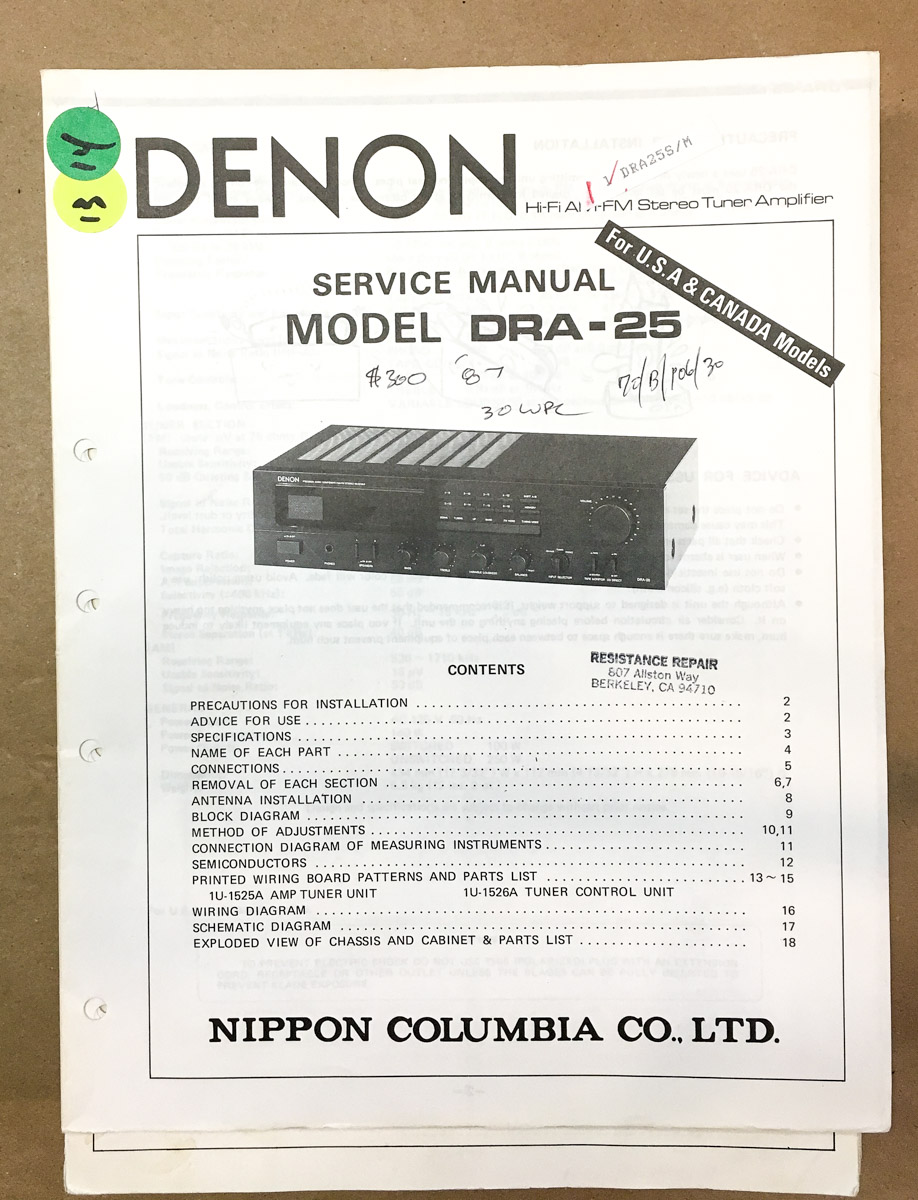 DENON
DRA25S/M
Hi-Fi AM-FM Stereo Tuner Amplifier
For U.S.A & CANADA Models
SERVICE MANUAL
MODEL DRA-25
$300 '87
30 WPC
DENON
VOLUME
DRA-25
CONTENTS
RESISTANCE REPAIR
807 Allston Way
BERKELEY, CA 94710
PRECAUTIONS FOR INSTALLATION 2
ADVICE FOR USE 2
SPECIFICATIONS 3
NAME OF EACH PART 4
CONNECTIONS 5
REMOVAL OF EACH SECTION 6,7
ANTENNA INSTALLATION 8
BLOCK DIAGRAM 9
METHOD OF ADJUSTMENTS 10,11
CONNECTION DIAGRAM OF MEASURING INSTRUMENTS 11
SEMICONDUCTORS 12
PRINTED WIRING BOARD PATTERNS AND PARTS LIST 13~15
1U-1525A AMP TUNER UNIT 1U-1526A TUNER CONTROL UNIT
WIRING DIAGRAM 16
SCHEMATIC DIAGRAM 17
EXPLODED VIEW OF CHASSIS AND CABINET & PARTS LIST 18
NIPPON COLUMBIA CO., LTD.